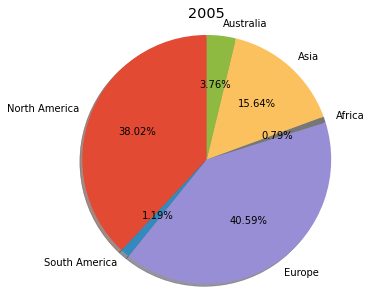 2005
Australia
Asia
North America
3.76%
15.64%
Africa
38.02%
0.79%
1.19%
40.59%
South America
Europe